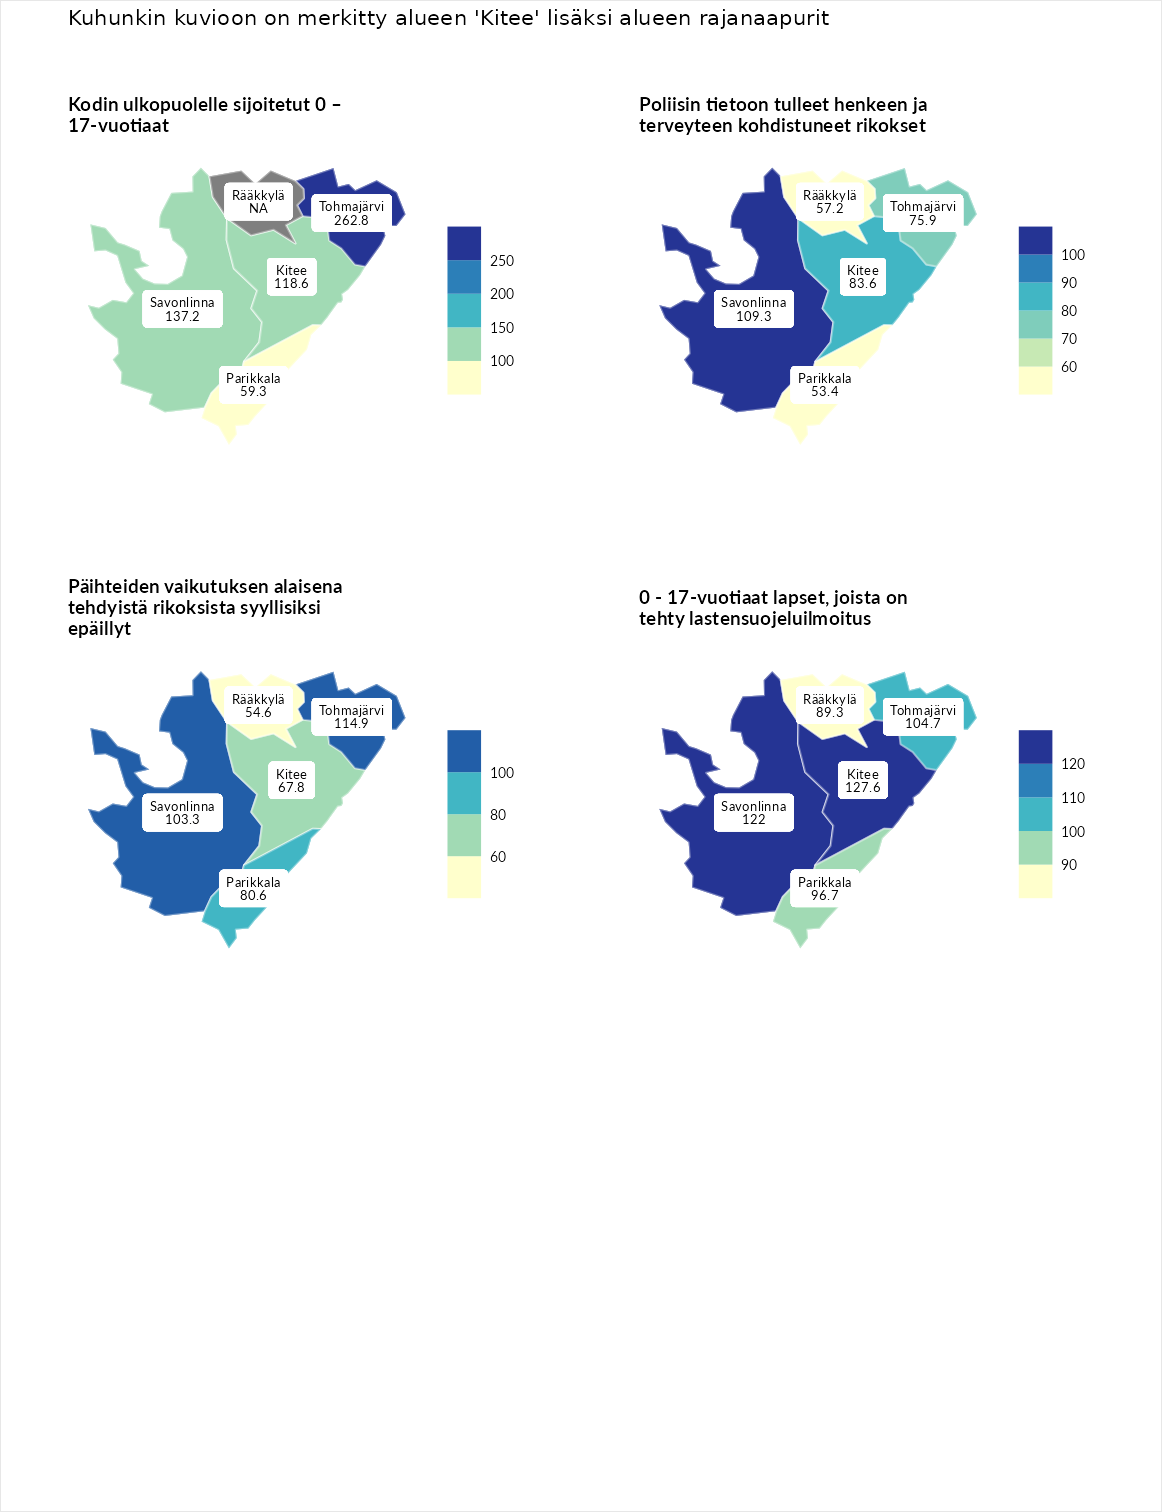 Kuhunkin kuvioon on merkitty alueen 'Kitee' lisäksi alueen rajanaapurit
Kodin ulkopuolelle sijoitetut 0 –
17-vuotiaat
Rääkkylä
NA
Tohmajärvi
262.8
Kitee
118.6
Savonlinna
137.2
Parikkala
59.3
250
200
150
100
Poliisin tietoon tulleet henkeen ja
terveyteen kohdistuneet rikokset
Rääkkylä
57.2
Tohmajärvi
75.9
Kitee
83.6
Savonlinna
109.3
Parikkala
53.4
100
90
80
70
60
Päihteiden vaikutuksen alaisena
tehdyistä rikoksista syyllisiksi
epäillyt
Rääkkylä
54.6
Tohmajärvi
114.9
Kitee
67.8
Savonlinna
103.3
Parikkala
80.6
100
80
60
0 - 17-vuotiaat lapset, joista on
tehty lastensuojeluilmoitus
Rääkkylä
89.3
Tohmajärvi
104.7
Kitee
127.6
Savonlinna
122
Parikkala
96.7
120
110
100
90